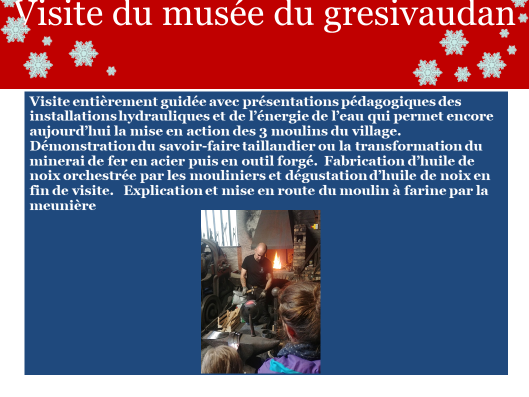 Visite du musée du gresivaudan
Visite entièrement guidée avec présentations pédagogiques des
installations hydrauliques et de l'énergie de l'eau qui permet encore
aujourd'hui la mise en action des 3 moulins du village.
Démonstration du savoir-faire taillandier ou la transformation du
minerai de fer en acier puis en outil forgé. Fabrication d'huile de
noix orchestrée par les mouliniers et dégustation d'huile de noix en
fin de visite. Explication et mise en route du moulin à farine par la
meunière